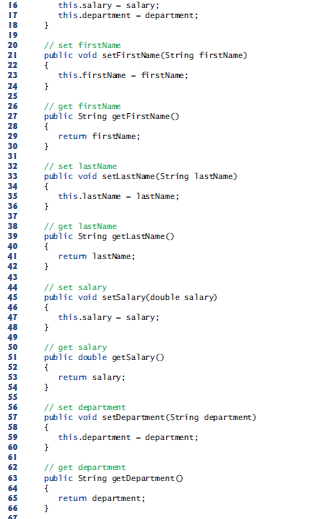 16 this.salary = salary;
17 this.department = department;
18 }
19
20 // set firstName
21 public void setFirstName(String firstName)
22 {
23 this.firstName = firstName;
24 }
25
26 // get firstName
27 public String getFirstName()
28 {
29 return firstName;
30 }
31
32 // set lastName
33 public void setLastName(String lastName)
34 {
35 this.lastName = lastName;
36 }
37
38 // get lastName
39 public String getLastName()
40 {
41 return lastName;
42 }
43
44 // set salary
45 public void setSalary(double salary)
46 {
47 this.salary = salary;
48 }
49
50 // get salary
51 public double getSalary()
52 {
53 return salary;
54 }
55
56 // set department
57 public void setDepartment(String department)
58 {
59 this.department = department;
60 }
61
62 // get department
63 public String getDepartment()
64 {
65 return department;
66 }
67